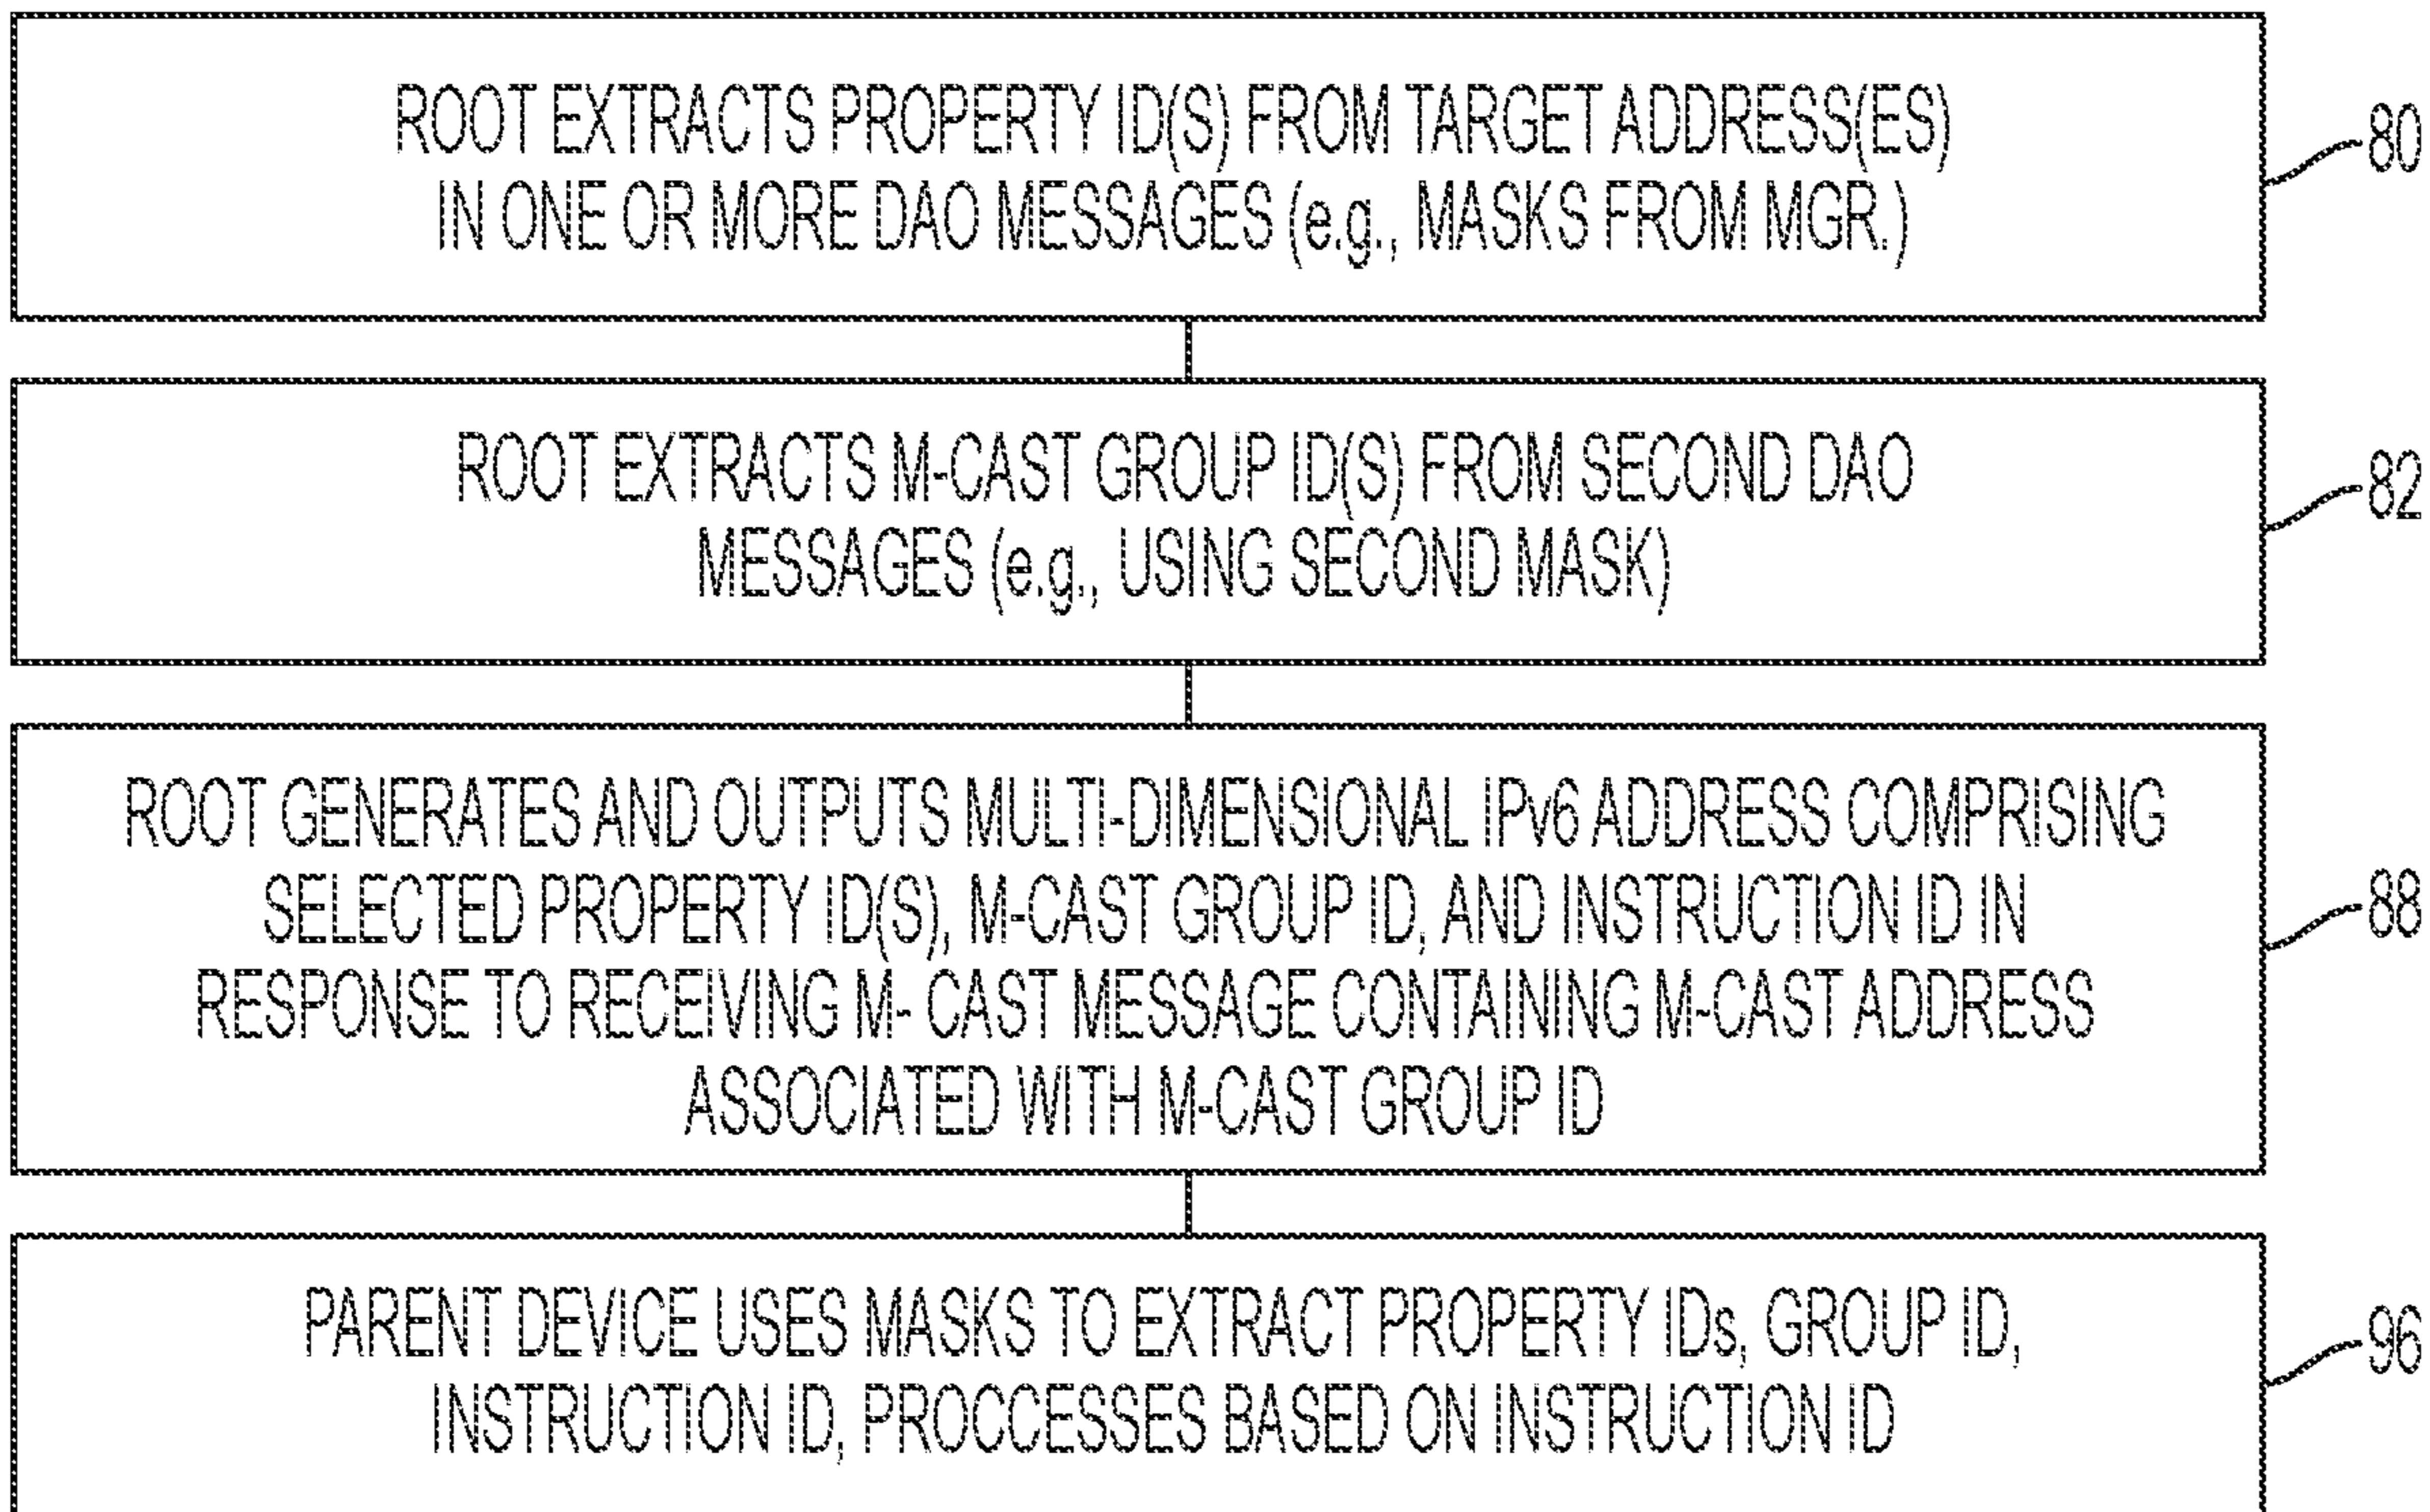 ROOT EXTRACTS PROPERTY ID(S) FROM TARGET ADDRESS(ES)
IN ONE OR MORE DAO MESSAGES (e.g., MASKS FROM MGR.)
80
ROOT EXTRACTS M-CAST GROUP ID(S) FROM SECOND DAO
MESSAGES (e.g., USING SECOND MASK)
82
ROOT GENERATES AND OUTPUTS MULTI-DIMENSIONAL IPv6 ADDRESS COMPRISING
SELECTED PROPERTY ID(S), M-CAST GROUP ID, AND INSTRUCTION ID IN
RESPONSE TO RECEIVING M- CAST MESSAGE CONTAINING M-CAST ADDRESS
ASSOCIATED WITH M-CAST GROUP ID
88
PARENT DEVICE USES MASKS TO EXTRACT PROPERTY IDs, GROUP ID,
INSTRUCTION ID, PROCCESSES BASED ON INSTRUCTION ID
96